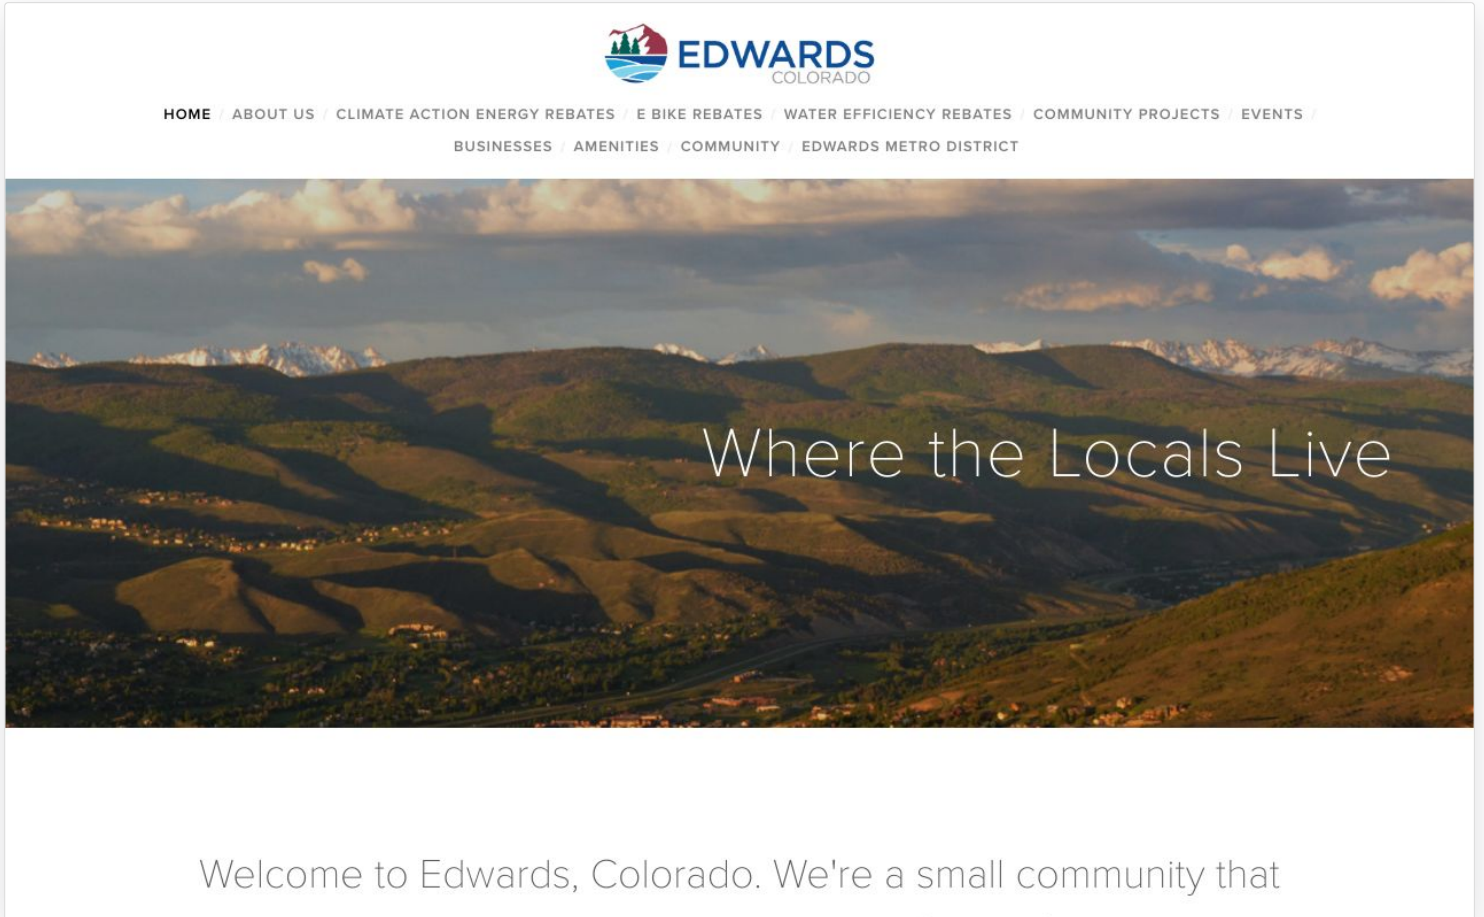 EDWARDS
COLORADO
HOME / ABOUT US / CLIMATE ACTION ENERGY REBATES / E BIKE REBATES / WATER EFFICIENCY REBATES / COMMUNITY PROJECTS / EVENTS /
BUSINESSES / AMENITIES / COMMUNITY / EDWARDS METRO DISTRICT
Where the Locals Live
Welcome to Edwards, Colorado. We're a small community that